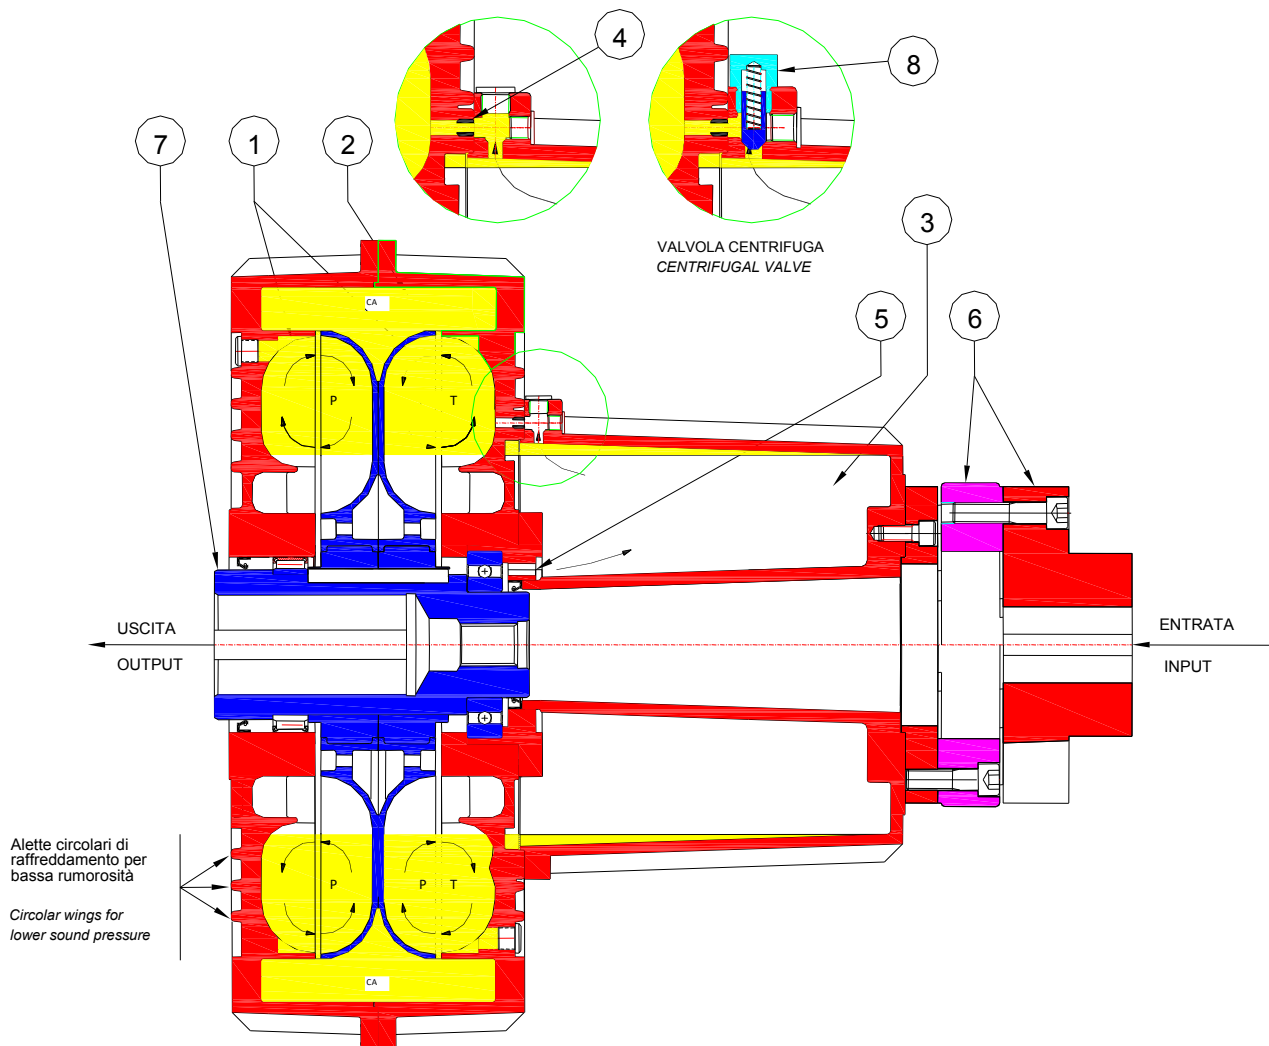 4
8
7
1
2
3
VALVOLA CENTRIFUGA
CENTRIFUGAL VALVE
CA
5
6
P
T
USCITA
OUTPUT
ENTRATA
INPUT
Alette circolari di
raffreddamento per
bassa rumorosità
Circolar wings for
lower sound pressure
P
P
T
CA